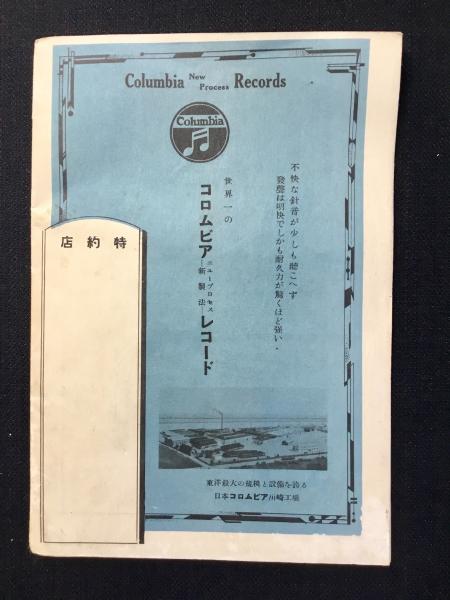 Columbia New Process Records
Columbia
不快な針音が少しも聴こへず
発声は明快でしかも耐久力が驚くほど強い.
世界一の
コロムビア 新製法 レコード
ニュープロセス
店約特
東洋最大の規模と設備を誇る
日本コロムビア川崎工場